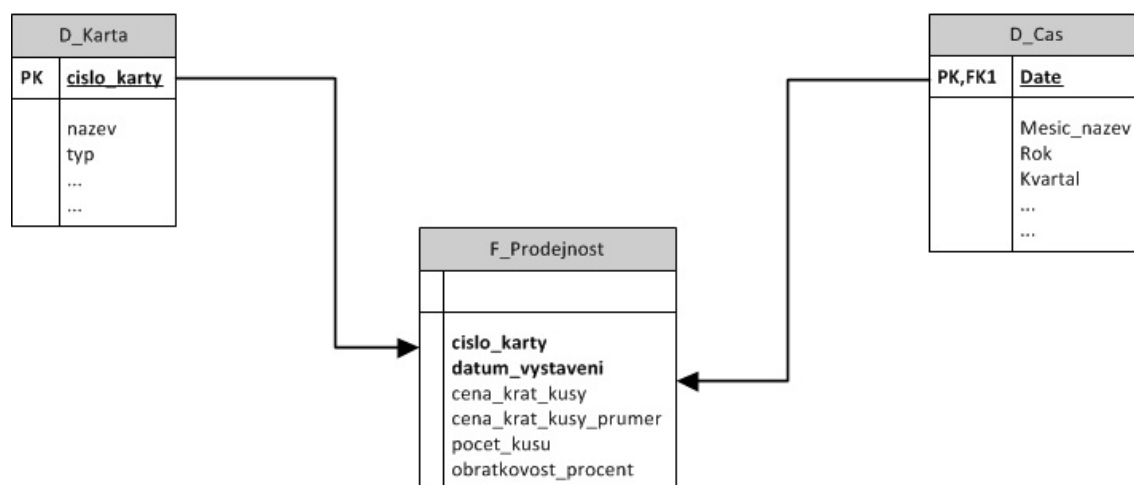 D_Karta
PK cislo_karty
nazev
typ
...
...
D_Cas
PK,FK1 Date
Mesic_nazev
Rok
Kvartal
...
...
F_Prodejnost
cislo_karty
datum_vystaveni
cena_krat_kusy
cena_krat_kusy_prumer
pocet_kusu
obratkovost_procent